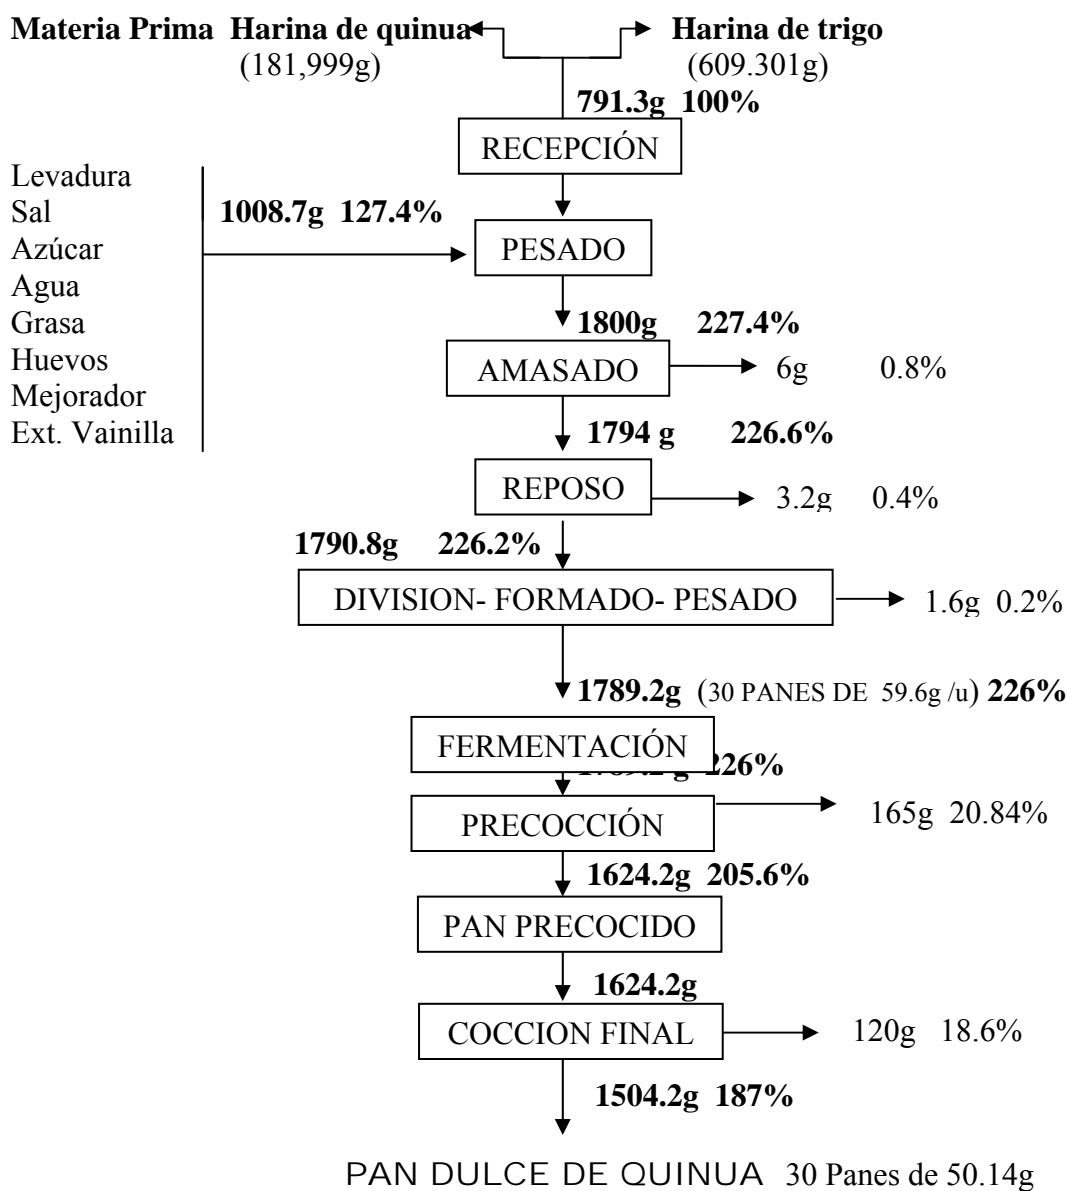 Materia Prima Harina de quinua Harina de trigo
(181,999g) (609.301g)
791.3g 100%
RECEPCIÓN
Levadura
Sal 1008.7g 127.4%
Azúcar PESADO
Agua
Grasa 1800g 227.4%
Huevos
AMASADO 6g 0.8%
Mejorador
Ext. Vainilla 1794 g 226.6%
REPOSO 3.2g 0.4%
1790.8g 226.2%
DIVISION- FORMADO- PESADO 1.6g 0.2%
1789.2g (30 PANES DE 59.6g /u) 226%
FERMENTACIÓN
g 226%
PRECOCCIÓN 165g 20.84%
1624.2g 205.6%
PAN PRECOCIDO
1624.2g
COCCION FINAL 120g 18.6%
1504.2g 187%
PAN DULCE DE QUINUA 30 Panes de 50.14g